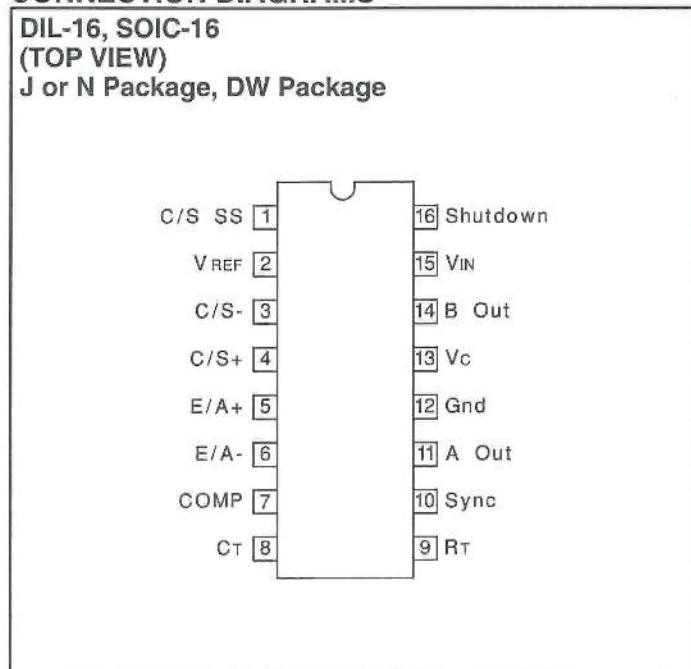 CONNECTION DIAGRAMS
DIL-16, SOIC-16
(TOP VIEW)
J or N Package, DW Package
C/S SS 1
16 Shutdown
VREF 2
15 VIN
C/S- 3
14 B Out
C/S+ 4
13 Vc
E/A+ 5
12 Gnd
E/A- 6
11 A Out
COMP 7
10 Sync
CT 8
9 RT